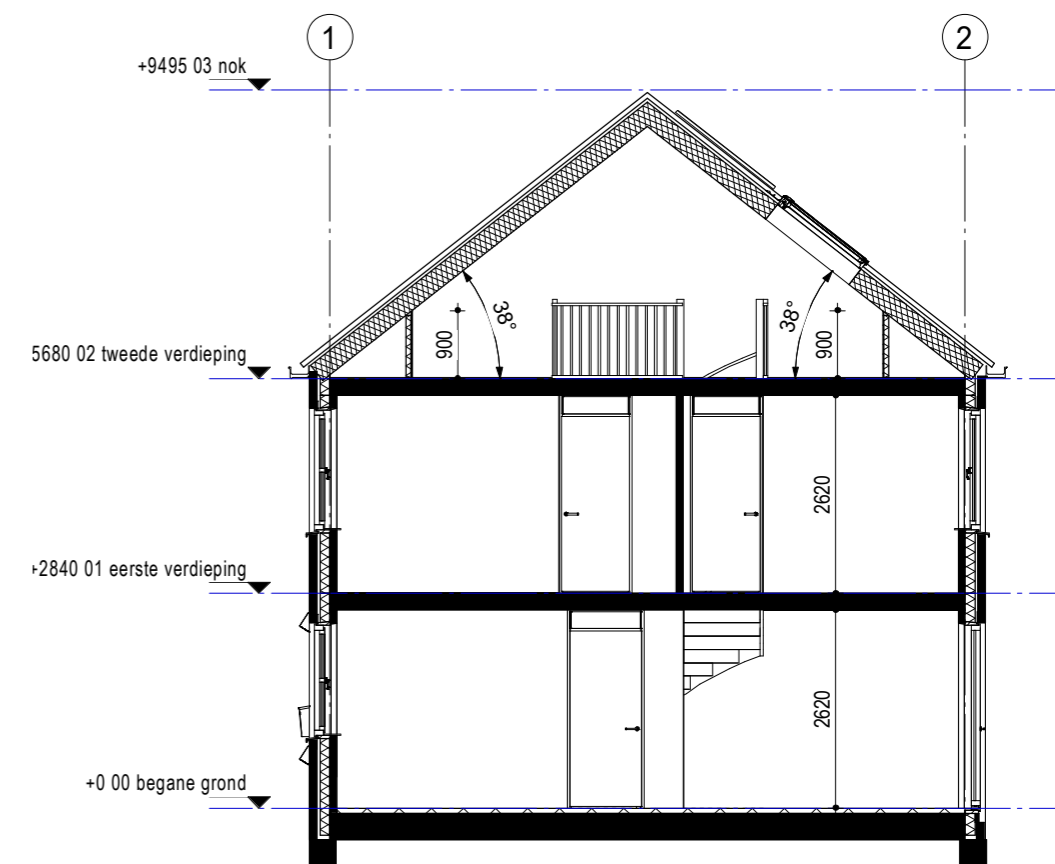 1
2
+9495 03 nok
38°
38°
900
900
5680 02 tweede verdieping
2620
+2840 01 eerste verdieping
2620
+0 00 begane grond